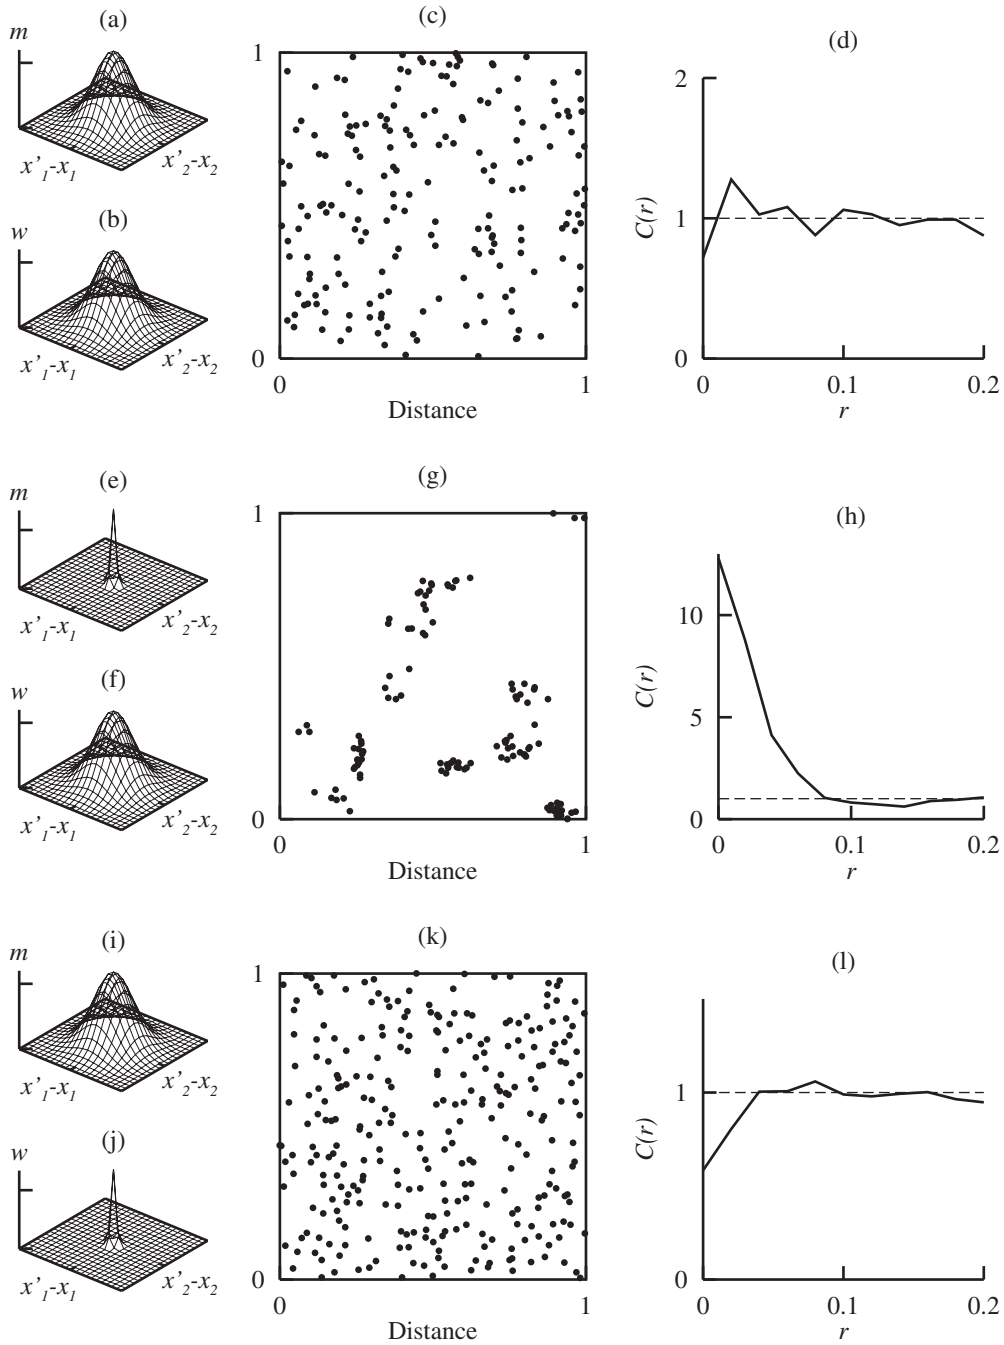 (a)
m
x'1-x1
x'2-x2
(b)
w
x'1-x1
x'2-x2
(c)
1
0
0
1
Distance
(d)
2
1
0
C(r)
0
0.1
0.2
r
(e)
m
x'1-x1
x'2-x2
(f)
w
x'1-x1
x'2-x2
(g)
1
0
0
1
Distance
(h)
10
5
0
C(r)
0
0.1
0.2
r
(i)
m
x'1-x1
x'2-x2
(j)
w
x'1-x1
x'2-x2
(k)
1
0
0
1
Distance
(l)
1
0
C(r)
0
0.1
0.2
r